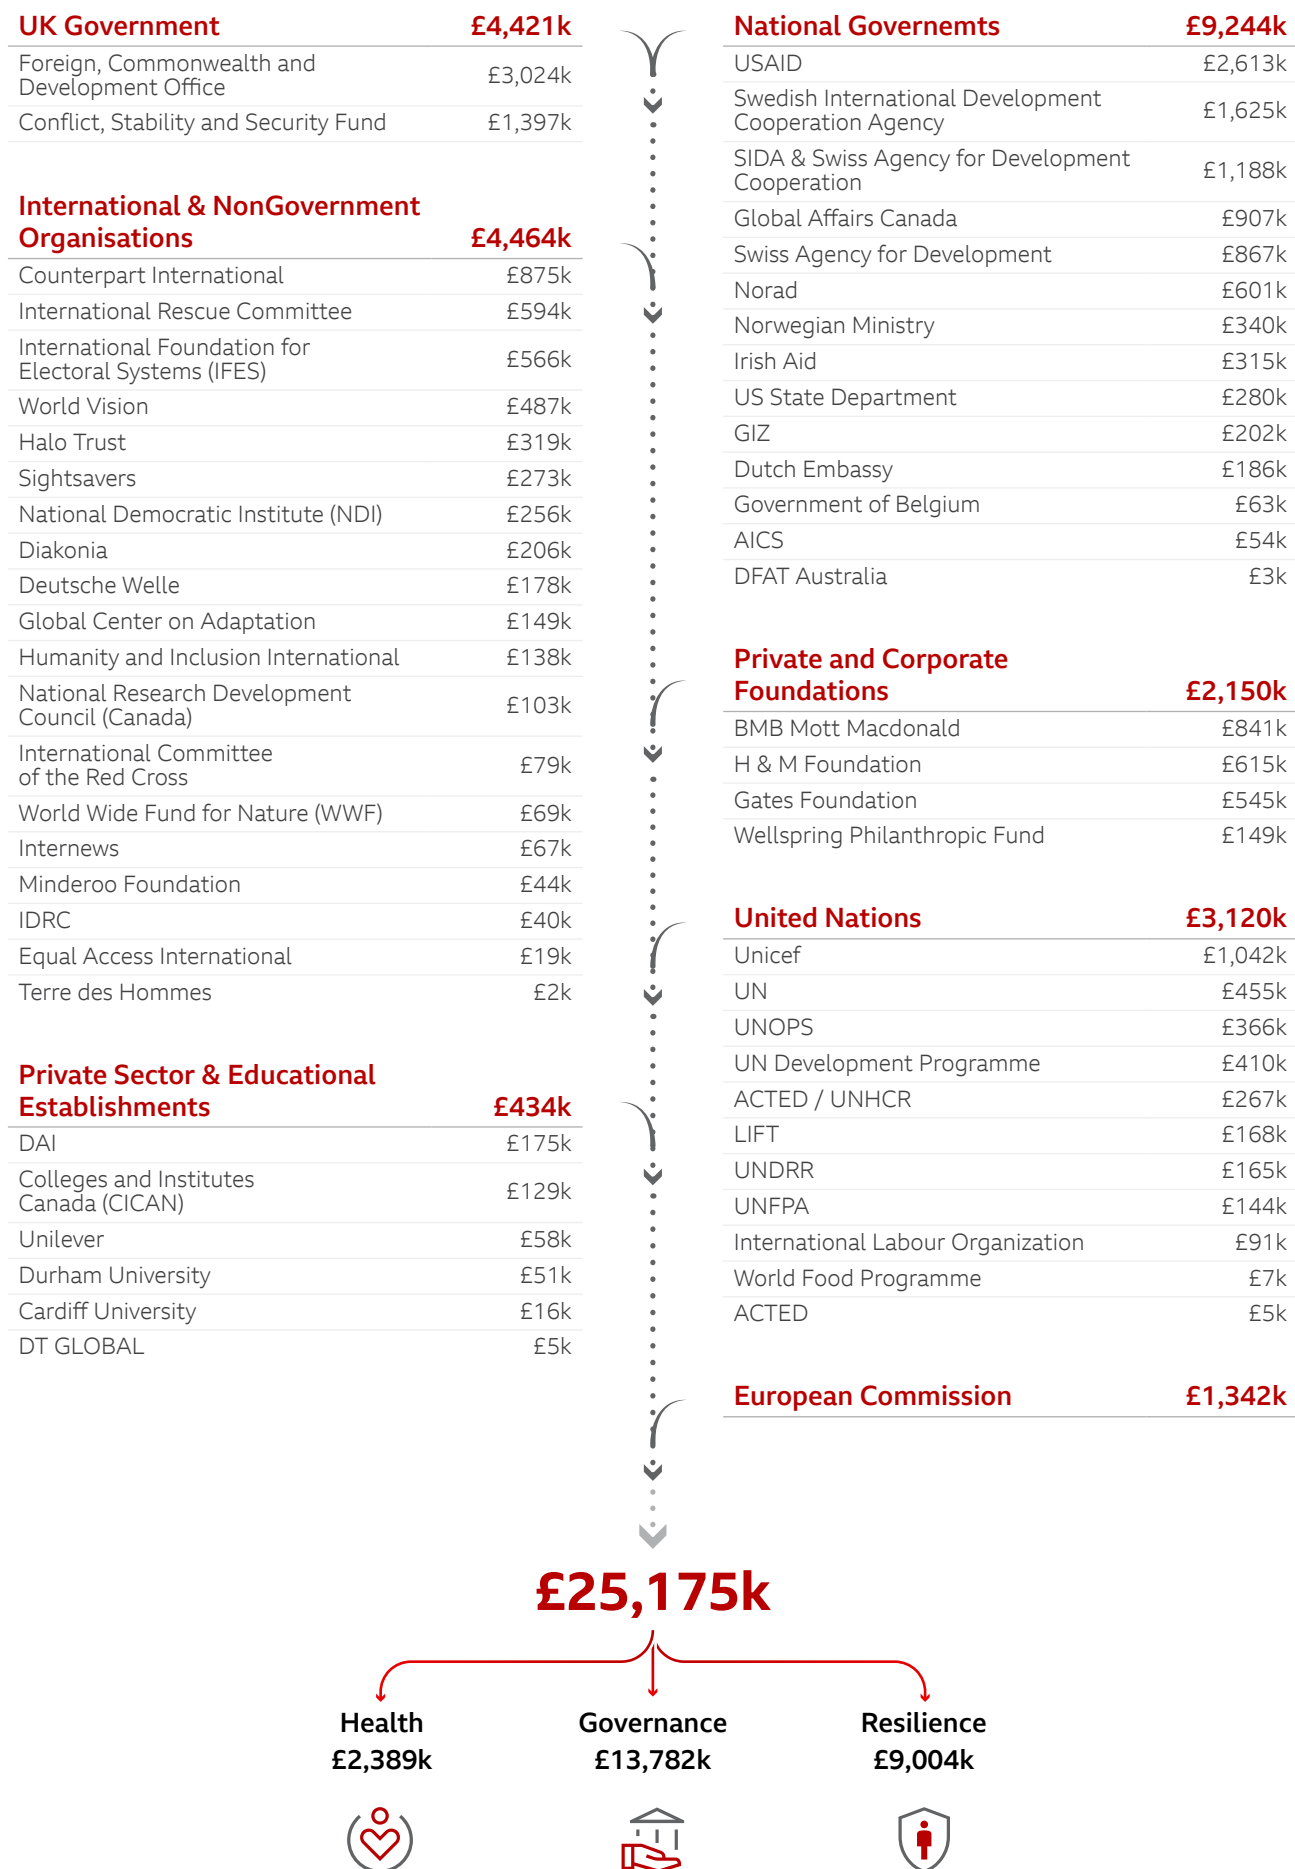 UK Government £4,421k
Foreign, Commonwealth and
Development Office £3,024k
Conflict, Stability and Security Fund £1,397k
International & NonGovernment
Organisations £4,464k
Counterpart International £875k
International Rescue Committee £594k
International Foundation for
Electoral Systems (IFES) £566k
World Vision £487k
Halo Trust £319k
Sightsavers £273k
National Democratic Institute (NDI) £256k
Diakonia £206k
Deutsche Welle £178k
Global Center on Adaptation £149k
Humanity and Inclusion International £138k
National Research Development
Council (Canada) £103k
International Committee
of the Red Cross £79k
World Wide Fund for Nature (WWF) £69k
Internews £67k
Minderoo Foundation £44k
IDRC £40k
Equal Access International £19k
Terre des Hommes £2k
Private Sector & Educational
Establishments £434k
DAI £175k
Colleges and Institutes
Canada (CICAN) £129k
Unilever £58k
Durham University £51k
Cardiff University £16k
DT GLOBAL £5k
National Governemts £9,244k
USAID £2,613k
Swedish International Development
Cooperation Agency £1,625k
SIDA & Swiss Agency for Development
Cooperation £1,188k
Global Affairs Canada £907k
Swiss Agency for Development £867k
Norad £601k
Norwegian Ministry £340k
Irish Aid £315k
US State Department £280k
GIZ £202k
Dutch Embassy £186k
Government of Belgium £63k
AICS £54k
DFAT Australia £3k
Private and Corporate
Foundations £2,150k
BMB Mott Macdonald £841k
H & M Foundation £615k
Gates Foundation £545k
Wellspring Philanthropic Fund £149k
United Nations £3,120k
Unicef £1,042k
UN £455k
UNOPS £366k
UN Development Programme £410k
ACTED / UNHCR £267k
LIFT £168k
UNDRR £165k
UNFPA £144k
International Labour Organization £91k
World Food Programme £7k
ACTED £5k
European Commission £1,342k
£25,175k
Health Governance Resilience
£2,389k £13,782k £9,004k